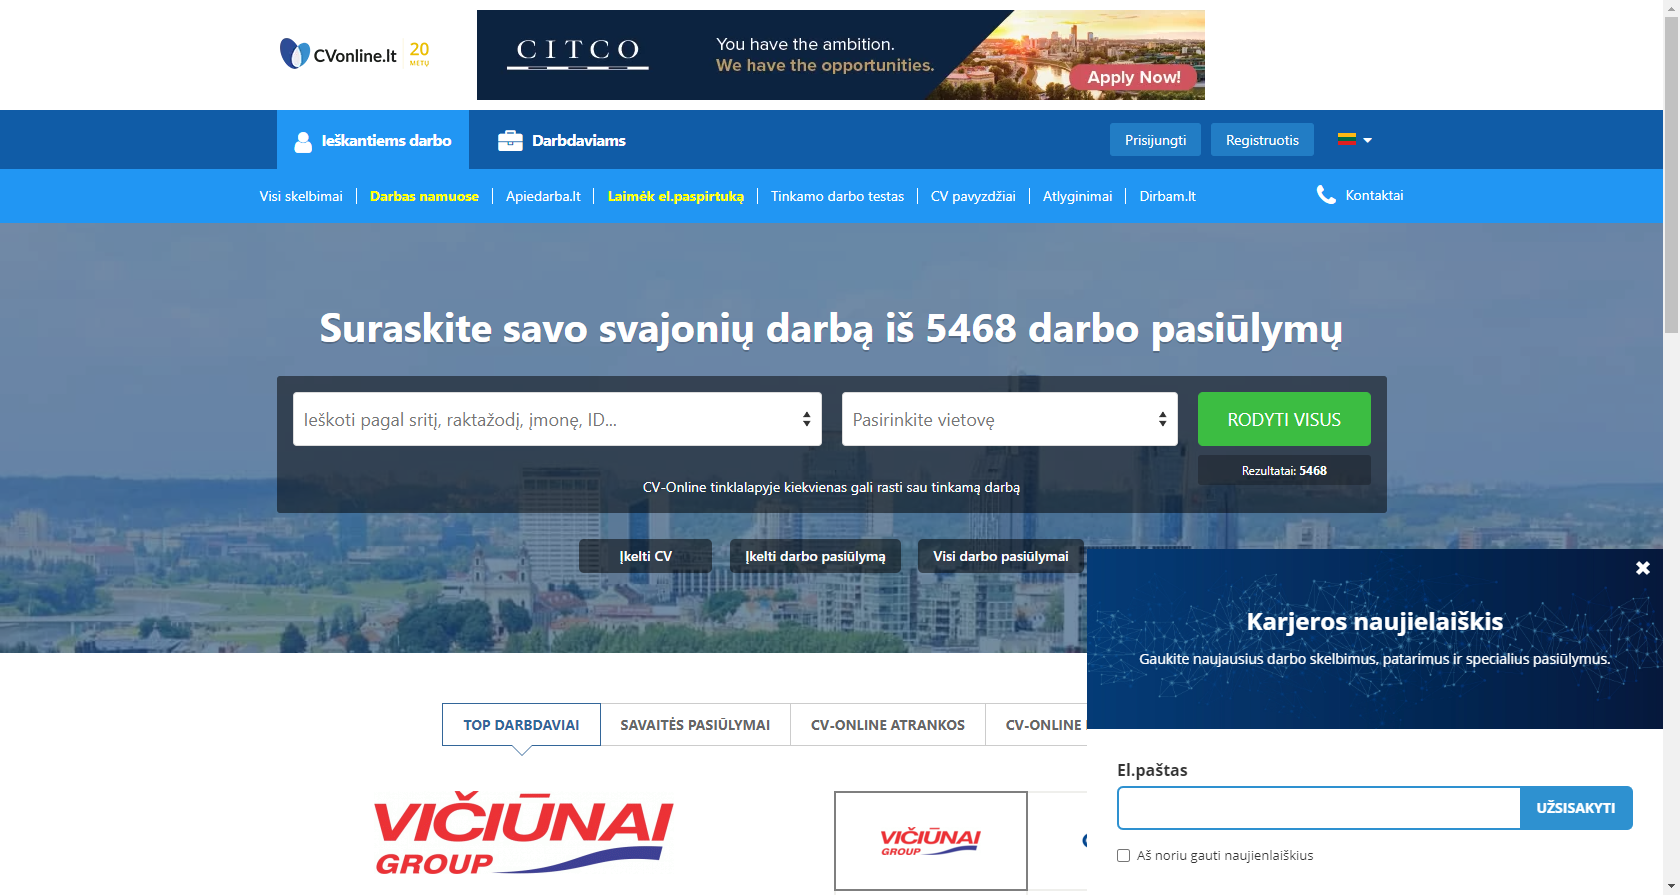 CVonline.lt
20
METŲ
CITCO
You have the ambition.
We have the opportunities.
Apply Now!
Ieškantiems darbo
Darbdaviams
Prisijungti
Registruotis
Visi skelbimai
Darbas namuose
Apiedarba.lt
Laimėk el.paspirtuką
Tinkamo darbo testas
CV pavyzdžiai
Atlyginimai
Dirbam.lt
Kontaktai
Suraskite savo svajonių darbą iš 5468 darbo pasiūlymų
Ieškoti pagal sritį, raktažodį, įmonę, ID...
Pasirinkite vietovę
RODYTI VISUS
Rezultatai: 5468
CV-Online tinklalapyje kiekvienas gali rasti sau tinkamą darbą
Įkelti CV
Įkelti darbo pasiūlymą
Visi darbo pasiūlymai
Karjeros naujielaiškis
Gaukite naujausius darbo skelbimus, patarimus ir specialius pasiūlymus.
TOP DARBDAVIAI
SAVAITĖS PASIŪLYMAI
CV-ONLINE ATRANKOS
CV-ONLINE
El.paštas
UŽSISAKYTI
Aš noriu gauti naujienlaiškius
VIČIŪNAI
GROUP
VIČIŪNAI
GROUP